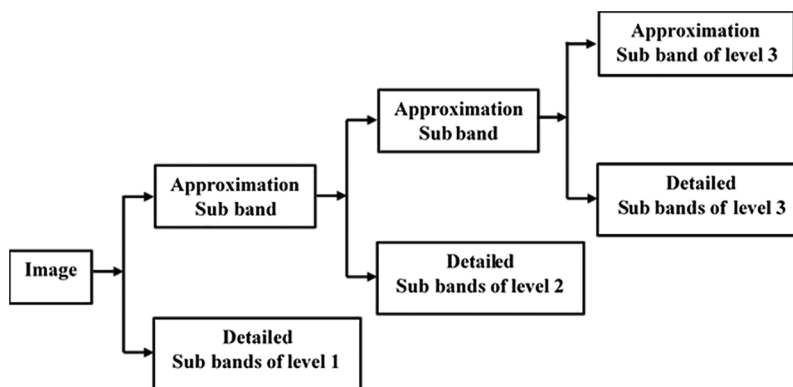 Approximation
Sub band of level 3
Approximation
Sub band
Approximation
Sub band
Detailed
Sub bands of level 3
Image
Detailed
Sub bands of level 2
Detailed
Sub bands of level 1